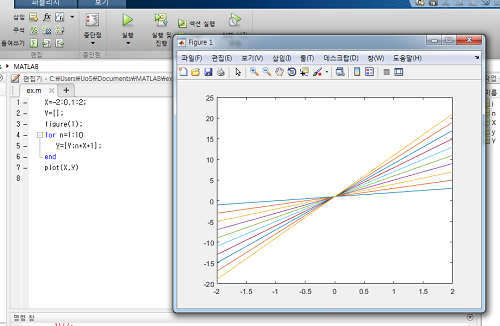 퍼블리시 보기
삽입 fx
주석
들여쓰기
중단점 실행 실행 및
진행 섹션 실행
중단점
MATLAB
편집기 - C:₩Users₩UoS₩Documents₩MATLAB₩ex
ex.m × +
1 - X=-2:0.1:2;
2 - Y=[];
3 - figure(1);
4 - for n=1:10
5 - Y=[Y;n*X+1];
6 - end
7 - plot(X,Y)
8
Figure 1
파일(F) 편집(E) 보기(V) 삽입(I) 툴(T) 데스크탑(D) 창(W) 도움말(H)
25
20
15
10
5
0
-5
-10
-15
-20
-2 -1.5 -1 -0.5 0 0.5 1 1.5 2
이름
i
n
X
y
Y
명령 창